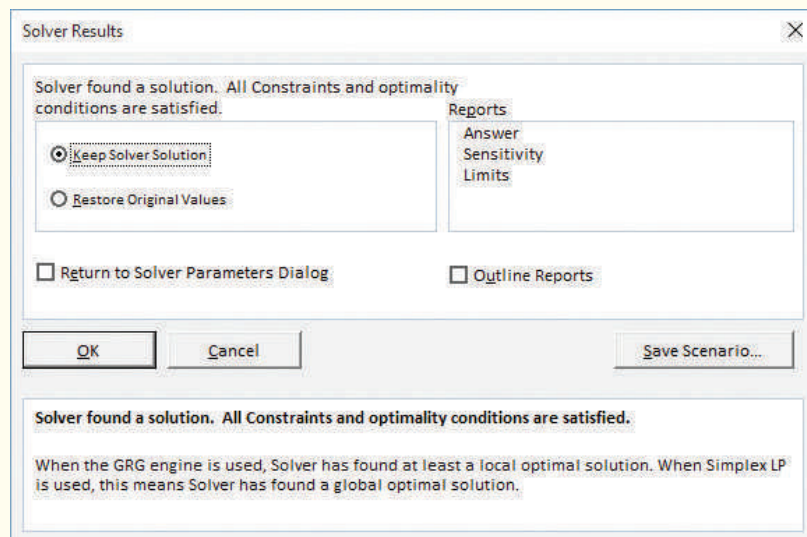 Solver Results
Solver found a solution. All Constraints and optimality
conditions are satisfied.
Keep Solver Solution
Restore Original Values
Reports
Answer
Sensitivity
Limits
Return to Solver Parameters Dialog
Outline Reports
OK
Cancel
Save Scenario...
Solver found a solution. All Constraints and optimality conditions are satisfied.
When the GRG engine is used, Solver has found at least a local optimal solution. When Simplex LP
is used, this means Solver has found a global optimal solution.